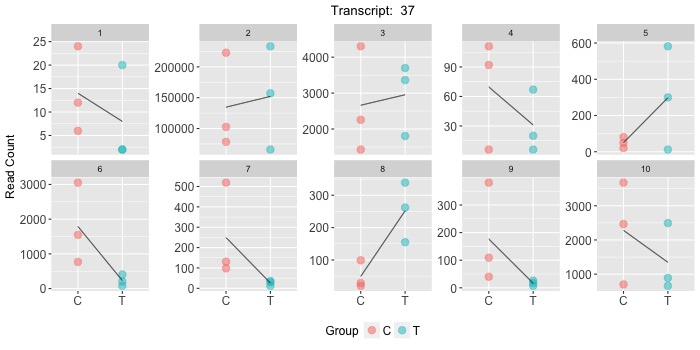 Transcript: 37
1 2 3 4 5
25 20 15 10 5
200000 150000 100000
4000 3000 2000
90 60 30
600 400 200 0
Read Count
6 7 8 9 10
3000 2000 1000 0
500 400 300 200 100 0
300 200 100
300 200 100 0
3000 2000 1000
C T C T C T C T C T
Group C T